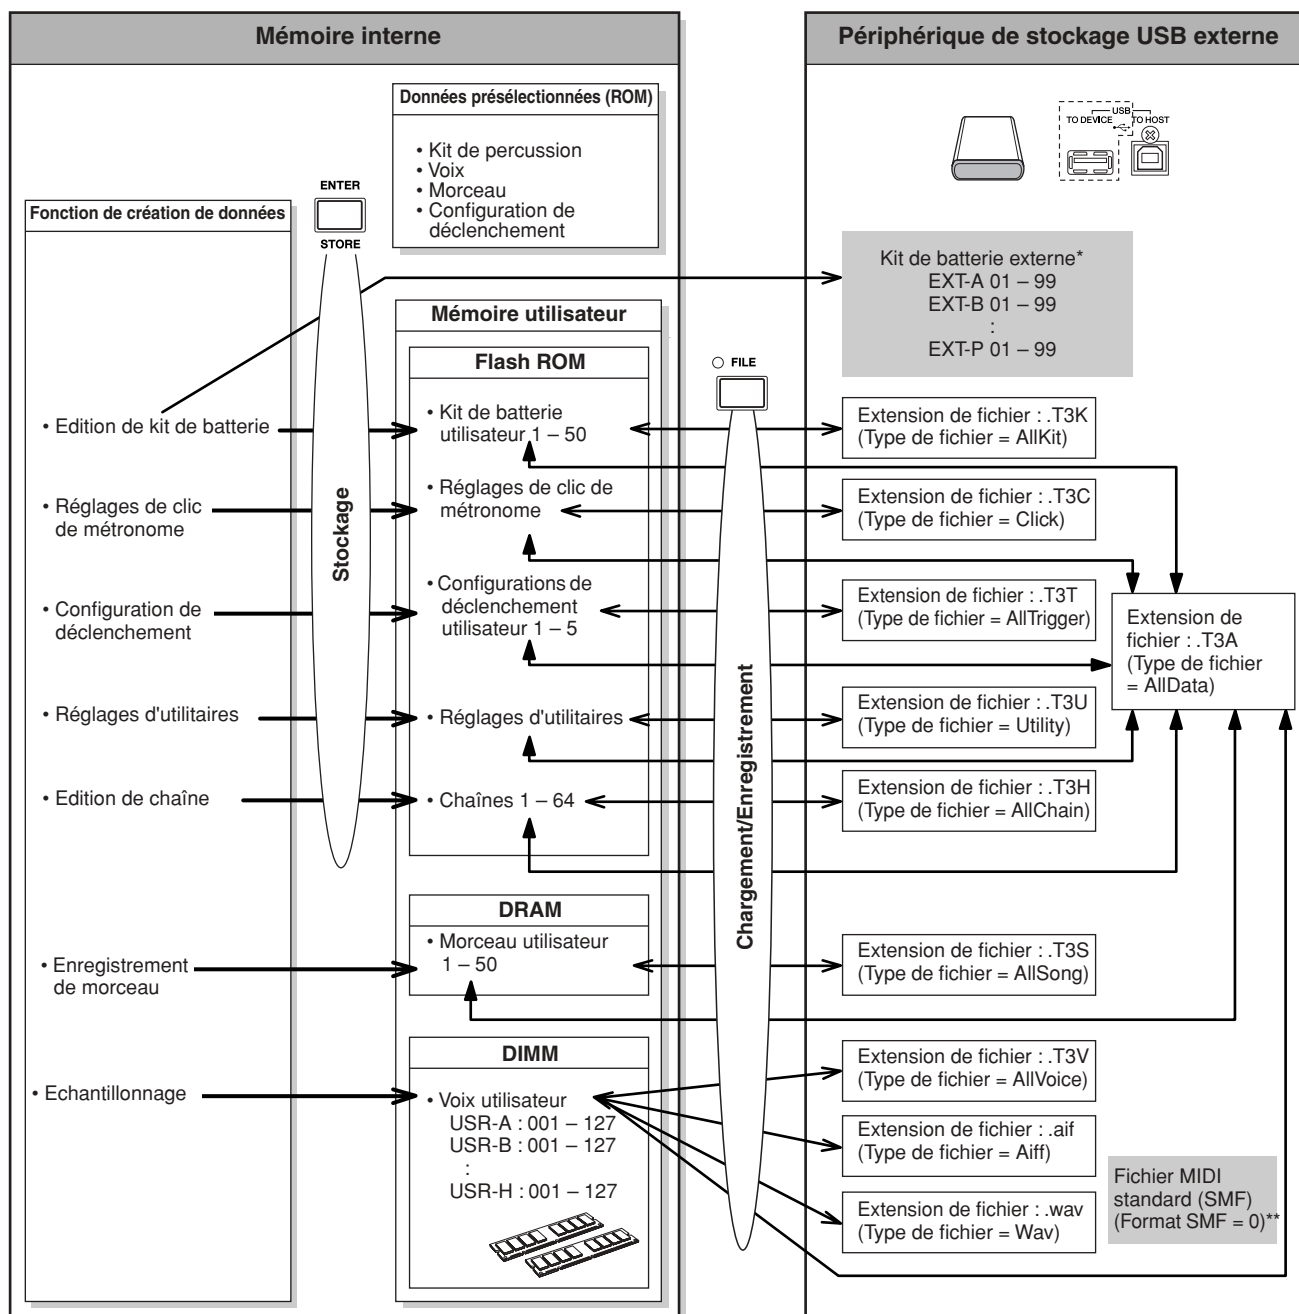 Mémoire interne
Périphérique de stockage USB externe
Données présélectionnées (ROM)
• Kit de percussion
• Voix
• Morceau
• Configuration de
déclenchement
USB
TO DEVICE
TO HOST
ENTER
STORE
Fonction de création de données
Kit de batterie externe*
EXT-A 01 – 99
EXT-B 01 – 99
:
EXT-P 01 – 99
Mémoire utilisateur
Flash ROM
FILE
• Edition de kit de batterie
• Kit de batterie
utilisateur 1 – 50
Extension de fichier : .T3K
(Type de fichier = AllKit)
• Réglages de clic
de métronome
• Réglages de clic de
métronome
Extension de fichier : .T3C
(Type de fichier = Click)
Stockage
• Configuration de
déclenchement
• Configurations de
déclenchement
utilisateur 1 – 5
Extension de fichier : .T3T
(Type de fichier = AllTrigger)
Extension de
fichier : .T3A
(Type de fichier
= AllData)
• Réglages d'utilitaires
• Réglages d'utilitaires
Extension de fichier : .T3U
(Type de fichier = Utility)
Chargement/Enregistrement
• Edition de chaîne
• Chaînes 1 – 64
Extension de fichier : .T3H
(Type de fichier = AllChain)
DRAM
• Enregistrement
de morceau
• Morceau utilisateur
1 – 50
Extension de fichier : .T3S
(Type de fichier = AllSong)
DIMM
• Echantillonnage
• Voix utilisateur
USR-A : 001 – 127
USR-B : 001 – 127
:
USR-H : 001 – 127
Extension de fichier : .T3V
(Type de fichier = AllVoice)
Extension de fichier : .aif
(Type de fichier = Aiff)
Extension de fichier : .wav
(Type de fichier = Wav)
Fichier MIDI
standard (SMF)
(Format SMF = 0)**